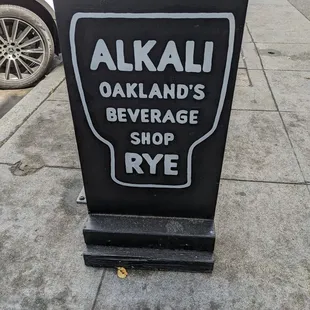 ALKALI
OAKLAND'S
BEVERAGE
SHOP
RYE